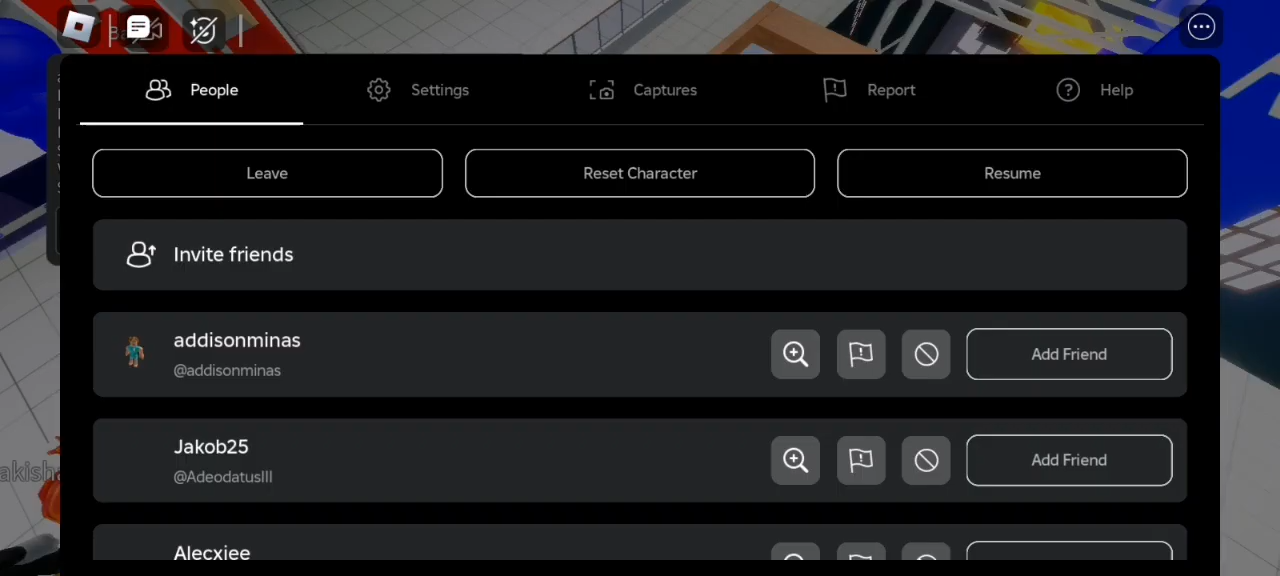 People
Settings
Captures
Report
Help
Leave
Reset Character
Resume
Invite friends
addisonminas
@addisonminas
Add Friend
Jakob25
@AdeodatusIII
Add Friend
Alecxiee